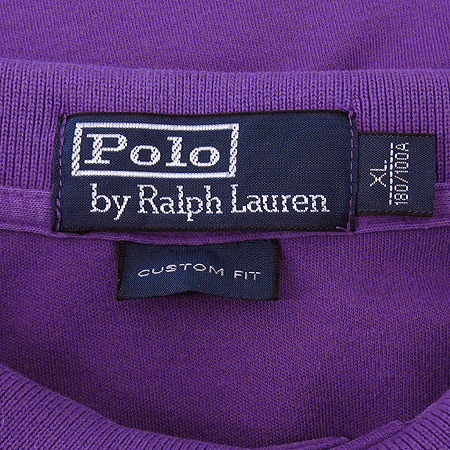 Polo
by Ralph Lauren
XL
180/100A
CUSTOM FIT